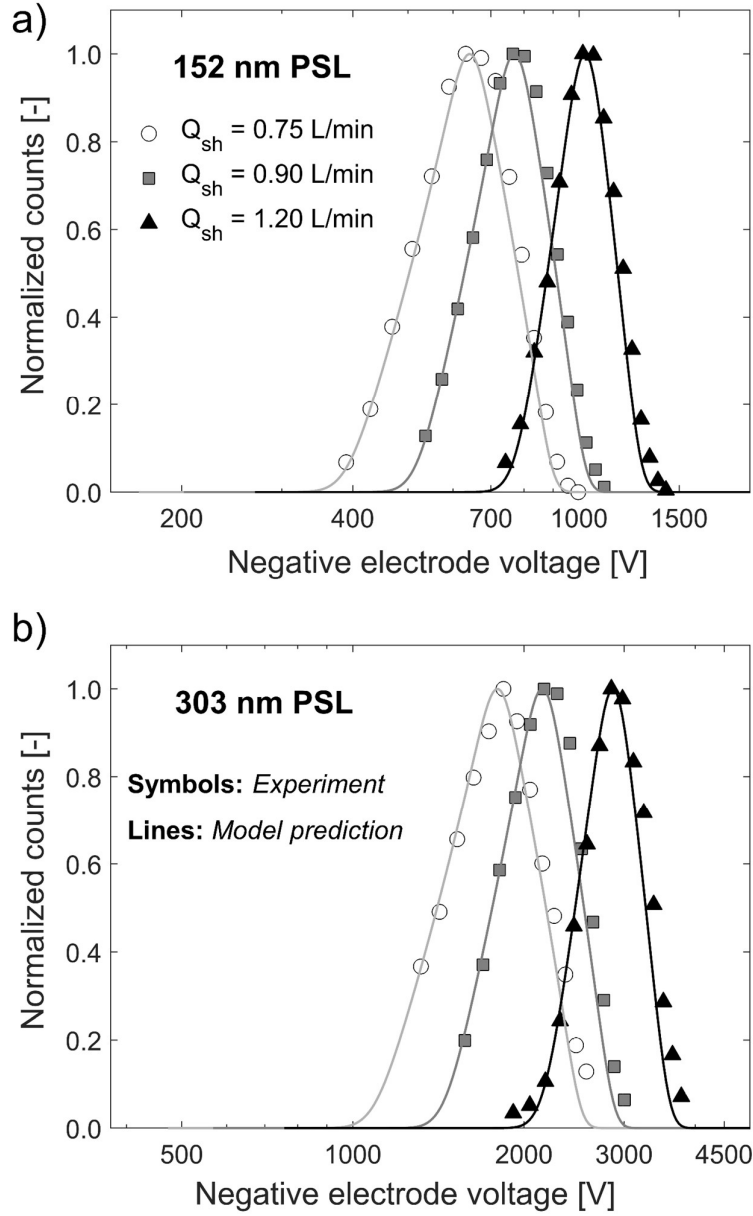 a)
152 nm PSL
Q_sh = 0.75 L/min
Q_sh = 0.90 L/min
Q_sh = 1.20 L/min
Normalized counts [-]
1.0
0.8
0.6
0.4
0.2
0.0
200 400 700 1000 1500
Negative electrode voltage [V]
b)
303 nm PSL
Symbols: Experiment
Lines: Model prediction
Normalized counts [-]
1.0
0.8
0.6
0.4
0.2
0.0
500 1000 2000 3000 4500
Negative electrode voltage [V]